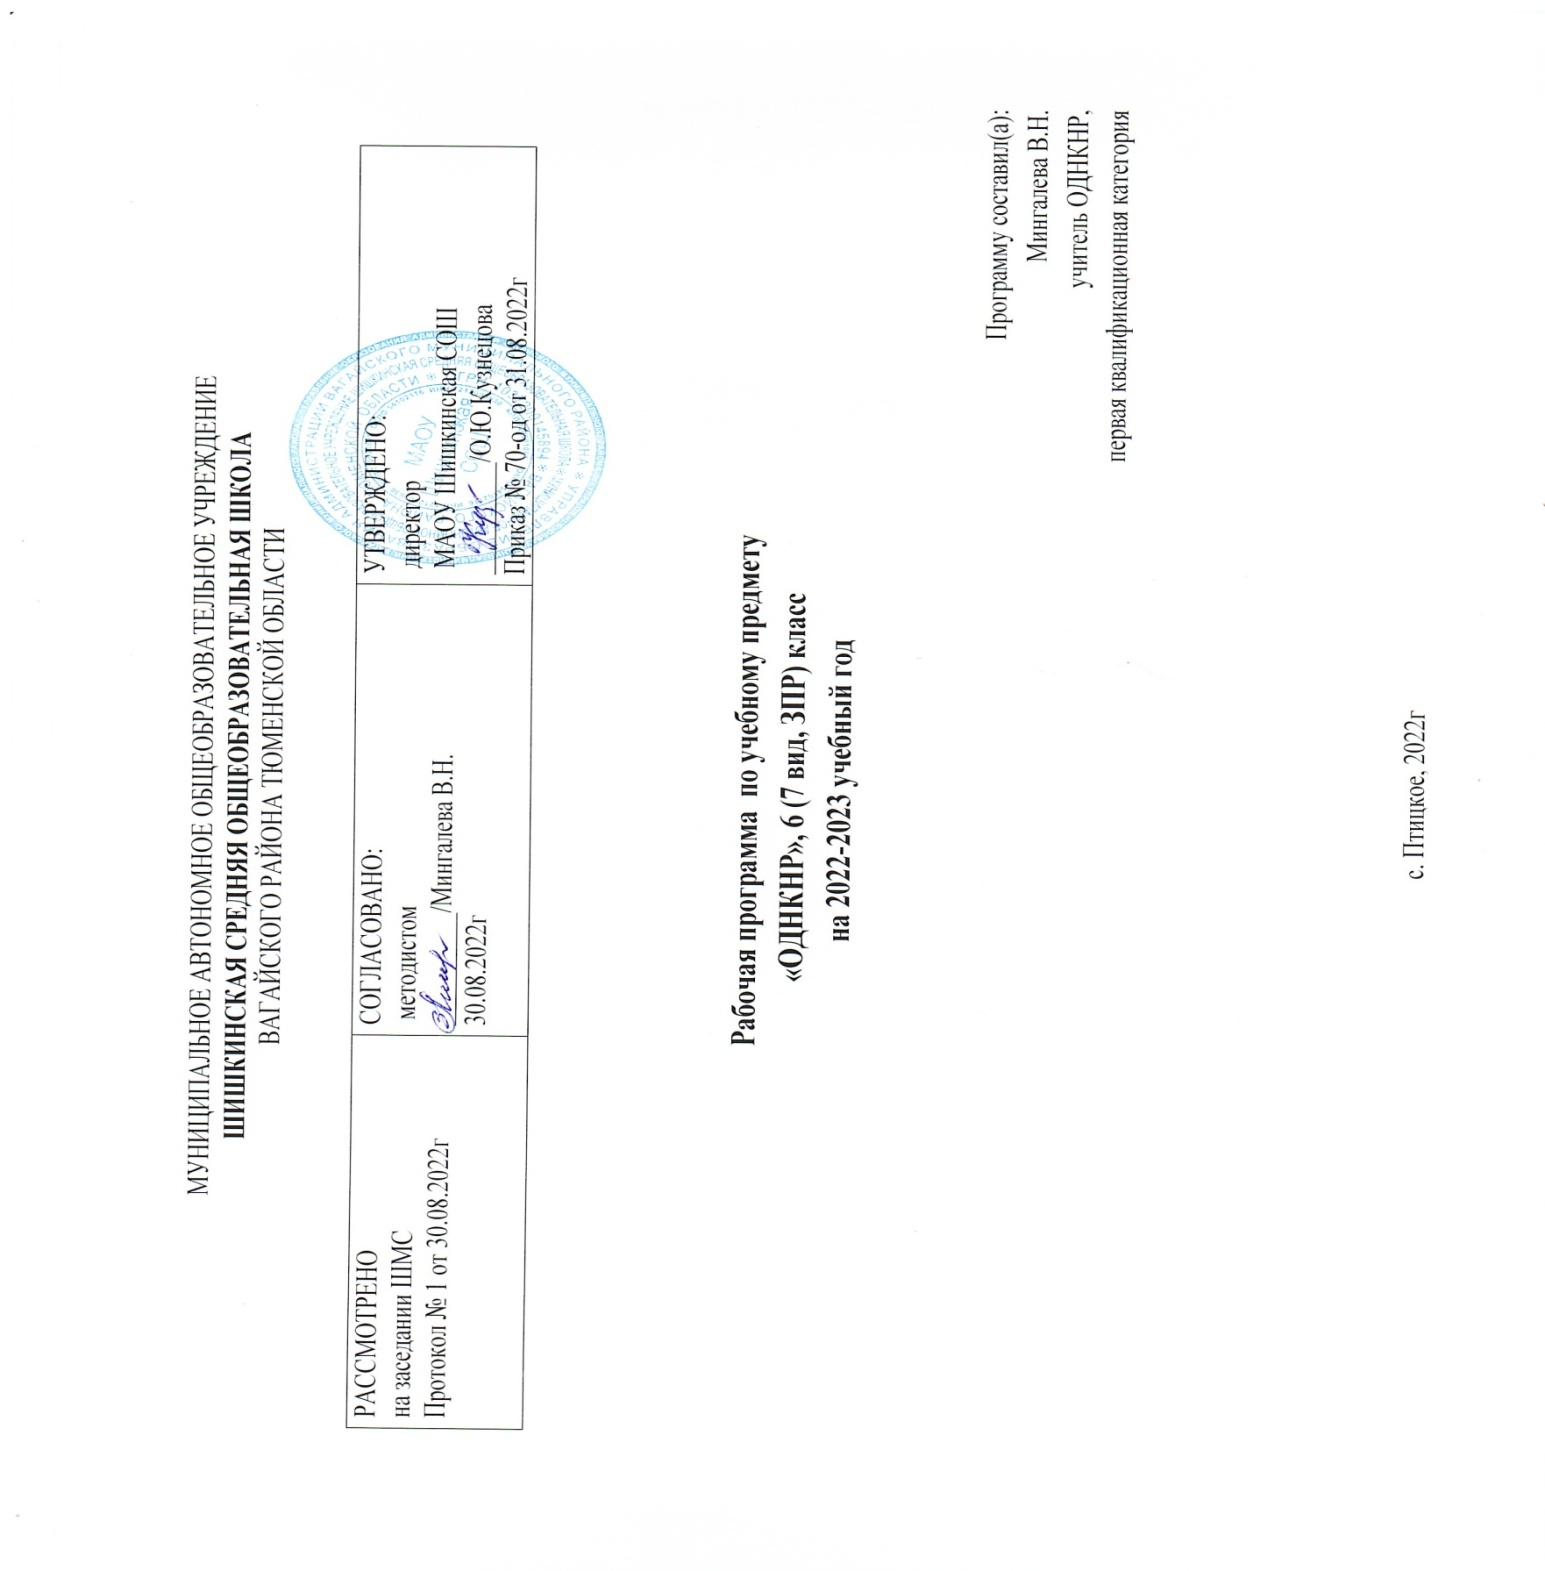 МУНИЦИПАЛЬНОЕ АВТОНОМНОЕ ОБЩЕОБРАЗОВАТЕЛЬНОЕ УЧРЕЖДЕНИЕ
ШИШКИНСКАЯ СРЕДНЯЯ ОБЩЕОБРАЗОВАТЕЛЬНАЯ ШКОЛА
ВАГАЙСКОГО РАЙОНА ТЮМЕНСКОЙ ОБЛАСТИ
РАССМОТРЕНО
на заседании ШМС
Протокол № 1 от 30.08.2022г
СОГЛАСОВАНО:
методистом
/Мингалева В.Н.
30.08.2022г
УТВЕРЖДЕНО:
директор
МАОУ Шишкинская СОШ
/О.Ю.Кузнецова
Приказ № 70-од от 31.08.2022г
МАОУ
Рабочая программа по учебному предмету
«ОДНКНР», 6 (7 вид, ЗПР) класс
на 2022-2023 учебный год
Программу составил(а):
Мингалева В.Н.
учитель ОДНКНР,
первая квалификационная категория
с. Птицкое, 2022г